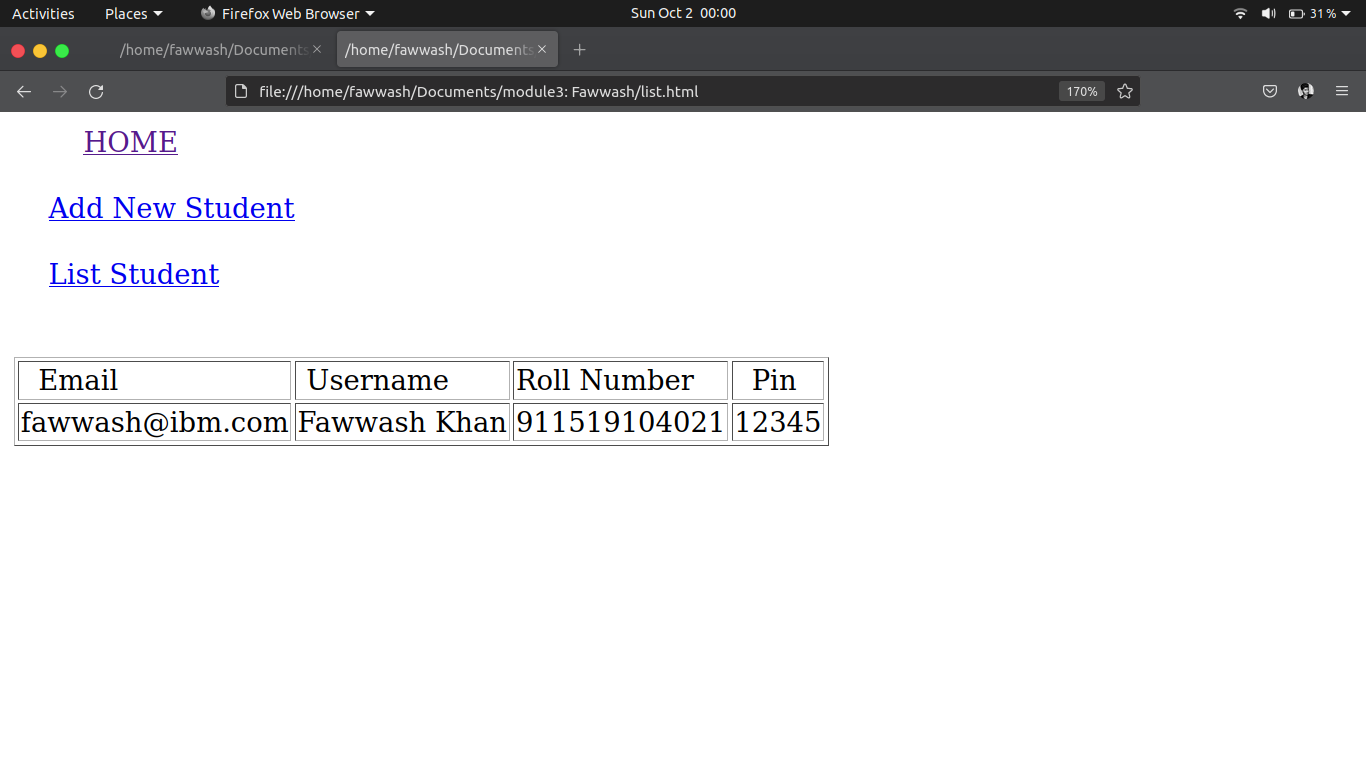 Activities Places Firefox Web Browser Sun Oct 2 00:00 31%
/home/fawwash/Documents /home/fawwash/Documents
file:///home/fawwash/Documents/module3: Fawwash/list.html 170%
HOME
Add New Student
List Student
Email Username Roll Number Pin
fawwash@ibm.com Fawwash Khan 911519104021 12345